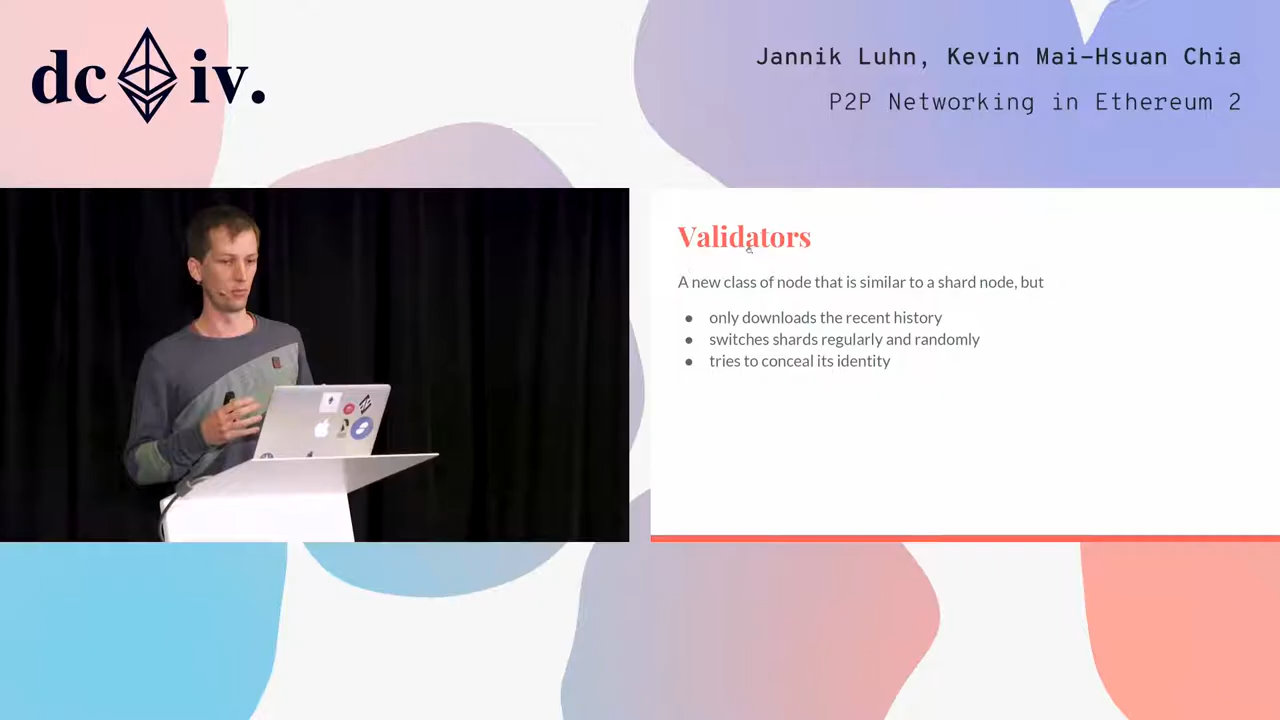 dc iv.
Jannik Luhn, Kevin Mai-Hsuan Chia
P2P Networking in Ethereum 2
Validators
A new class of node that is similar to a shard node, but
● only downloads the recent history
● switches shards regularly and randomly
● tries to conceal its identity